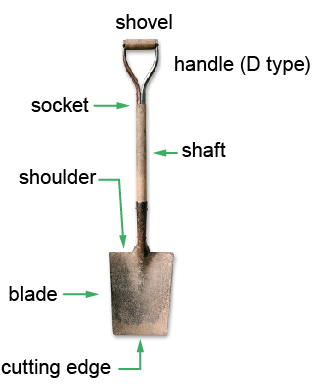 shovel
handle (D type)
socket
shaft
shoulder
blade
cutting edge